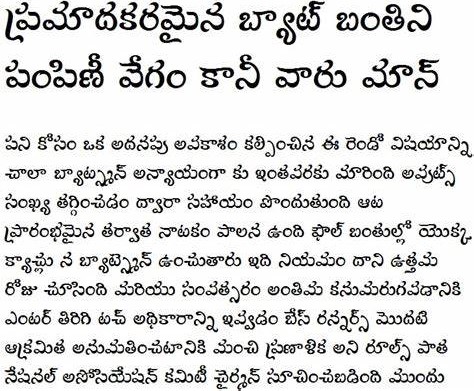 ప్రమాదకరమైన బ్యాట్ బంతిని
పంపిణీ వేగం కానీ వారు మాన్
పని కోసం ఒక అదనపు అవకాశం కల్పించిన ఈ రెండో విషయాన్ని
చాలా బ్యాట్స్మన్ అన్యాయంగా కు ఇంతవరకు మారింది అవుట్స్
సంఖ్య తగ్గించడం ద్వారా సహాయం పొందుతుంది ఆట
ప్రారంభమైన తర్వాత నాటకం పాలన ఉంది ఫౌల్ బంతుల్లో యొక్క
క్యాచ్లు న బ్యాట్స్మెన్ ఉంచుతారు ఇది నియమం దాని ఉత్తమ
రోజు చూసింది మరియు సంవత్సరం అంతిమ కనుమరుగవడానికి
ఎంటర్ తిరిగి టచ్ అధికారాన్ని ఇవ్వడం బేస్ రన్నర్స్ మొదటి
ఆక్రమిత అనుమతించటానికి మంచి ప్రణాళిక అని రూల్స్ పాత
నేషనల్ అసోసియేషన్ కమిటీ చైర్మన్ సూచించబడింది ముందు